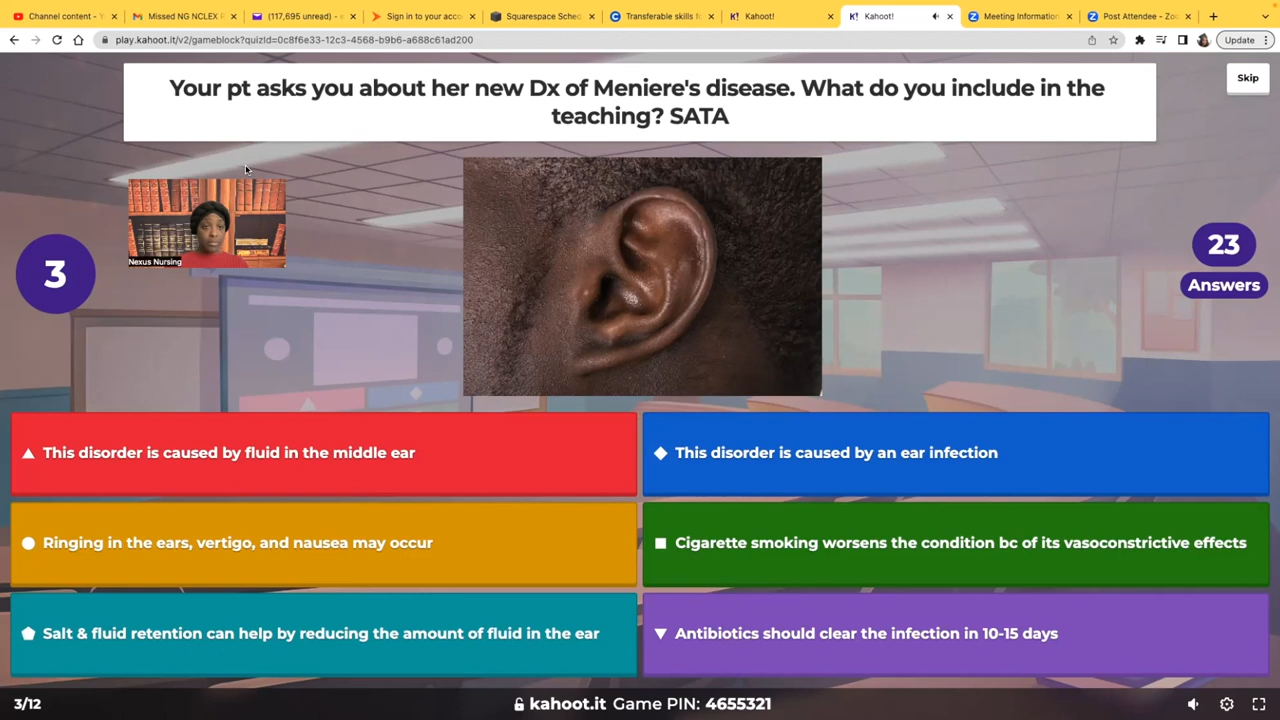 Channel content - Y
Missed NG NCLEX R
(117,695 unread) - e
Sign in to your acco
Squarespace Sched
Transferable skills fo
Kahoot!
Kahoot!
Meeting Information
Post Attendee - Zoo
play.kahoot.it/v2/gameblock?quizId=0c8f6e33-12c3-4568-b9b6-a688c61ad200
Update
Your pt asks you about her new Dx of Meniere's disease. What do you include in the
teaching? SATA
Skip
Nexus Nursing
3
23
Answers
This disorder is caused by fluid in the middle ear
This disorder is caused by an ear infection
Ringing in the ears, vertigo, and nausea may occur
Cigarette smoking worsens the condition bc of its vasoconstrictive effects
Salt & fluid retention can help by reducing the amount of fluid in the ear
Antibiotics should clear the infection in 10-15 days
3/12
kahoot.it Game PIN: 4655321